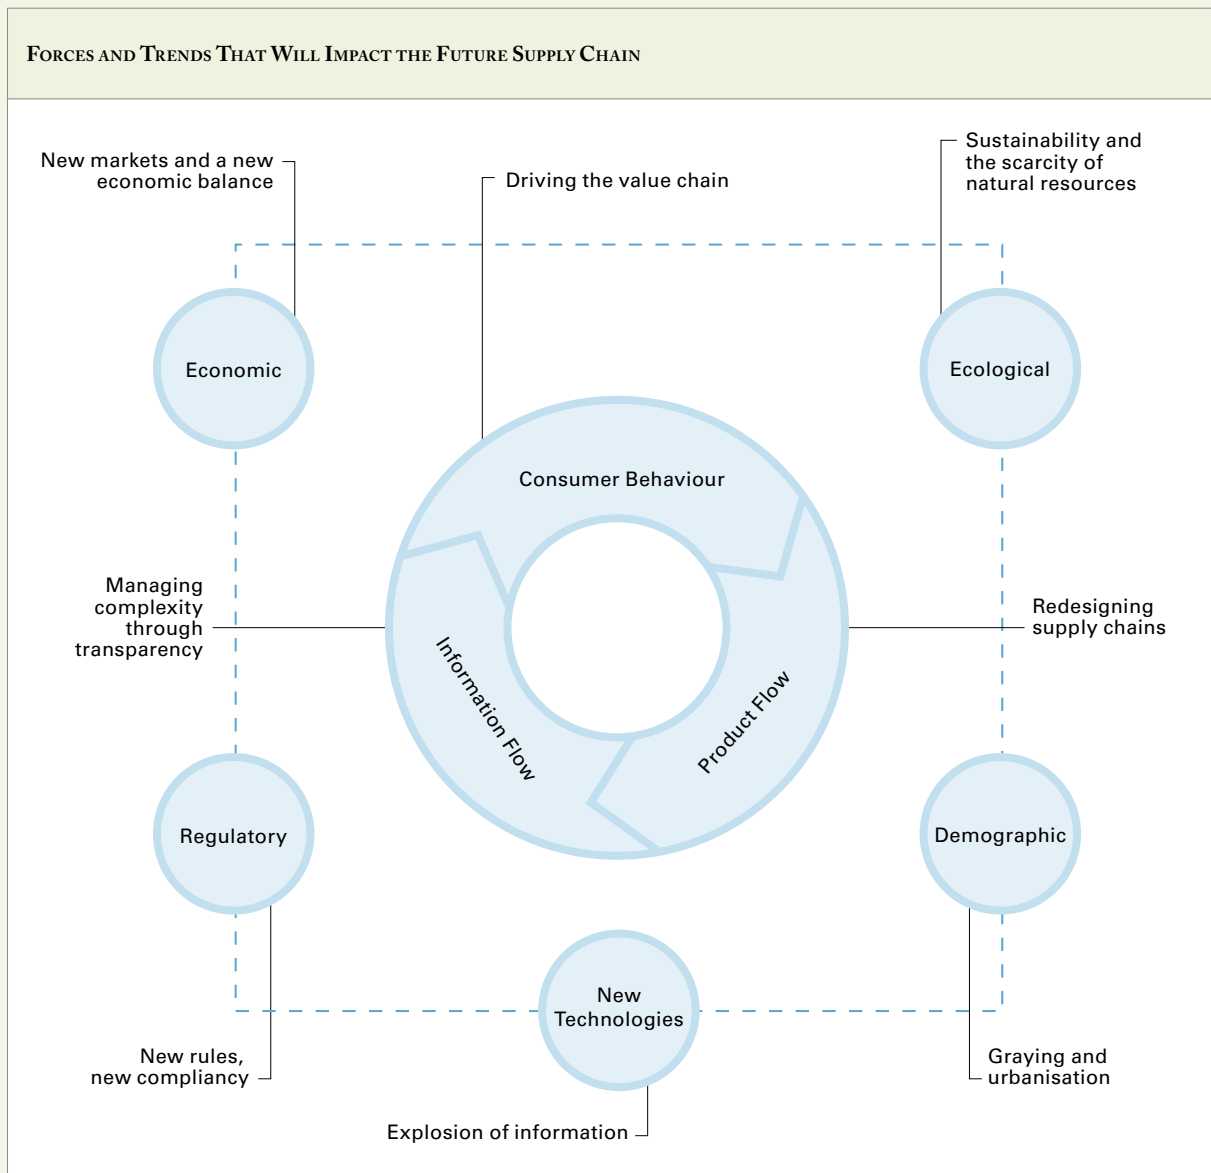 Forces and Trends That Will Impact the Future Supply Chain
New markets and a new
economic balance
Driving the value chain
Sustainability and
the scarcity of
natural resources
Economic
Ecological
Consumer Behaviour
Managing
complexity
through
transparency
Redesigning
supply chains
Information Flow
Product Flow
Regulatory
Demographic
New
Technologies
New rules,
new compliancy
Graying and
urbanisation
Explosion of information